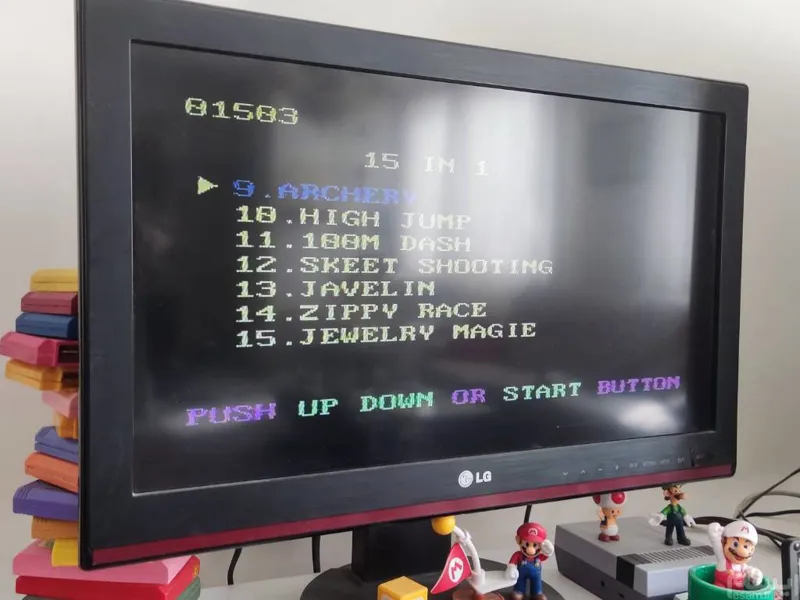 01503
15 IN 1
9.ARCHERY
10.HIGH JUMP
11.100M DASH
12.SKEET SHOOTING
13.JAVELIN
14.ZIPPY RACE
15.JEWELRY MAGIE
PUSH UP DOWN OR START BUTTON
LG
M